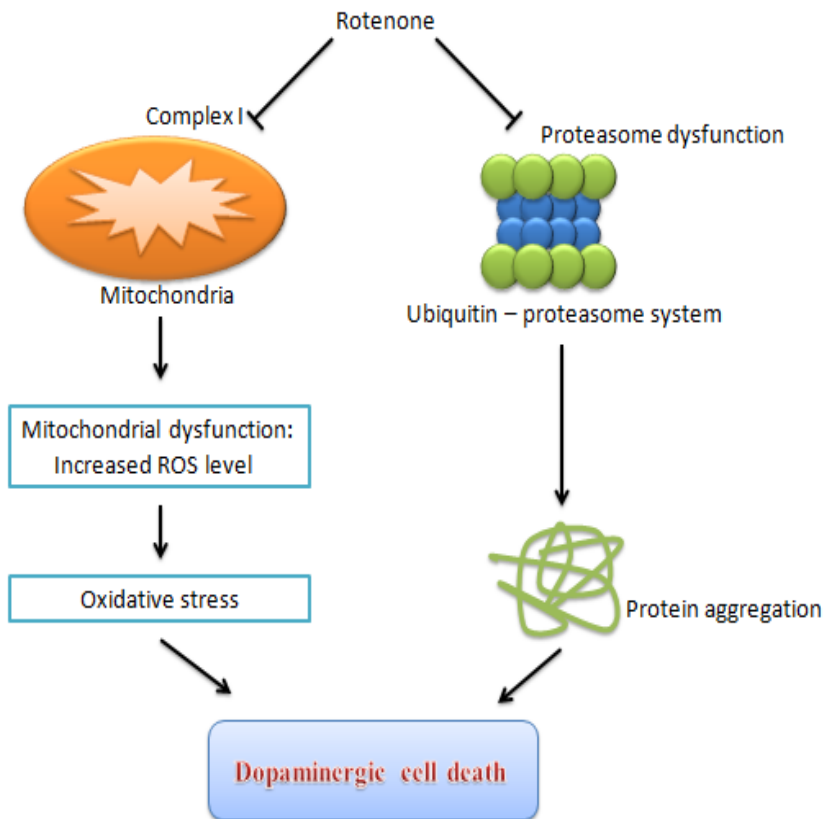 Rotenone
Complex I
Proteasome dysfunction
Mitochondria
Ubiquitin – proteasome system
Mitochondrial dysfunction:
Increased ROS level
Oxidative stress
Protein aggregation
Dopaminergic cell death